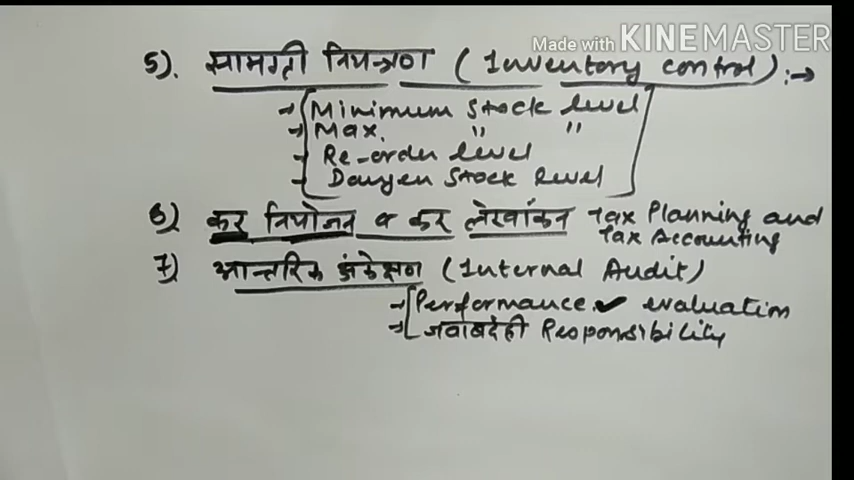 Made with KINEMASTER
5). सामग्री नियन्त्रण ( Inventory control ) :→
→ Minimum Stock level
→ Max. " "
→ Re-order level
→ Danger Stock level
6) कर नियोजन व कर लेखांकन Tax Planning and
Tax Accounting
7) आन्तरिक अंकेक्षण (Internal Audit)
→ Performance ✓ evaluation
→ जवाबदेही Responsibility